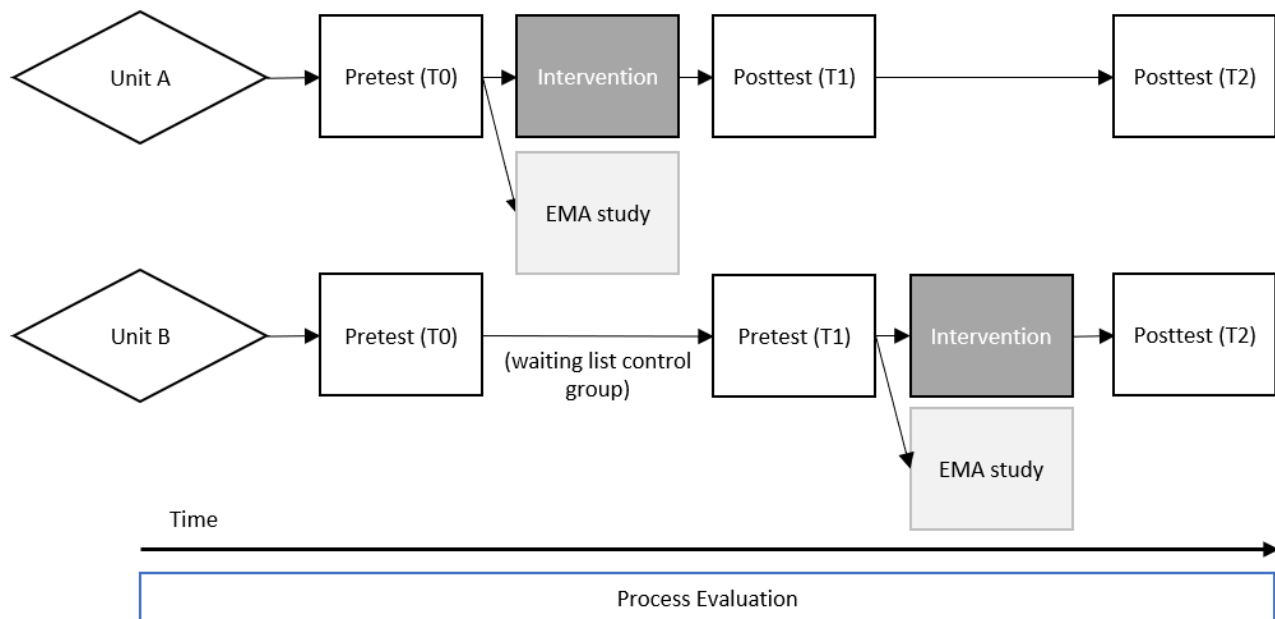 Unit A
Pretest (T0)
Intervention
Posttest (T1)
Posttest (T2)
EMA study
Unit B
Pretest (T0)
(waiting list control
group)
Pretest (T1)
Intervention
Posttest (T2)
EMA study
Time
Process Evaluation